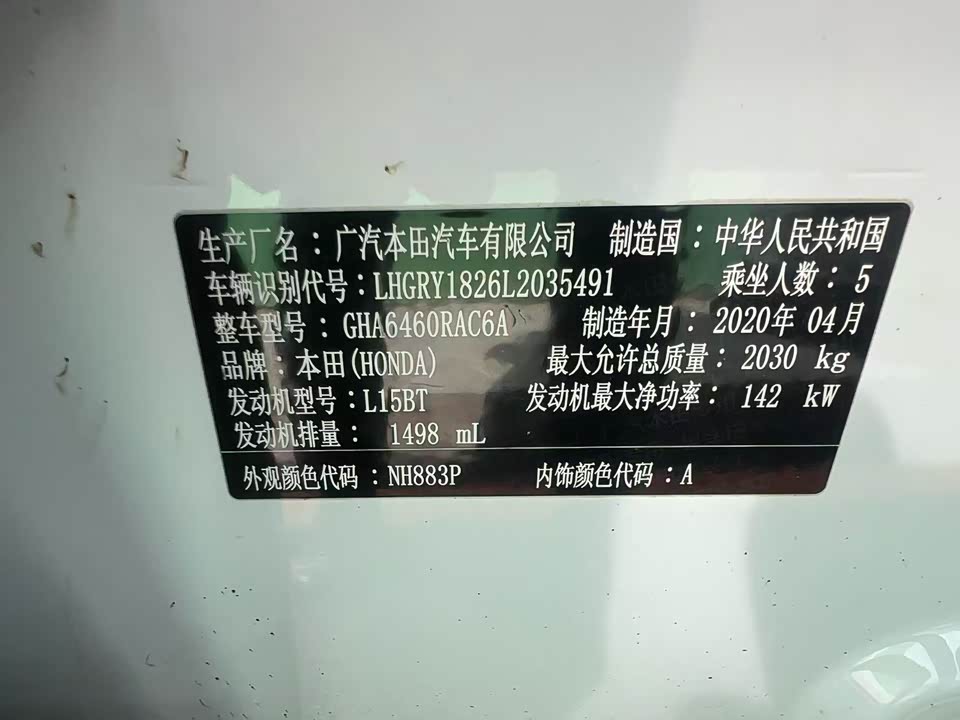 生产厂名：广汽本田汽车有限公司 制造国：中华人民共和国
车辆识别代号：LHGRY1826L2035491 乘坐人数：5
整车型号：GHA6460RAC6A 制造年月：2020年 04月
品牌：本田(HONDA) 最大允许总质量：2030 kg
发动机型号：L15BT 发动机最大净功率：142 kW
发动机排量：1498 mL
外观颜色代码：NH883P 内饰颜色代码：A